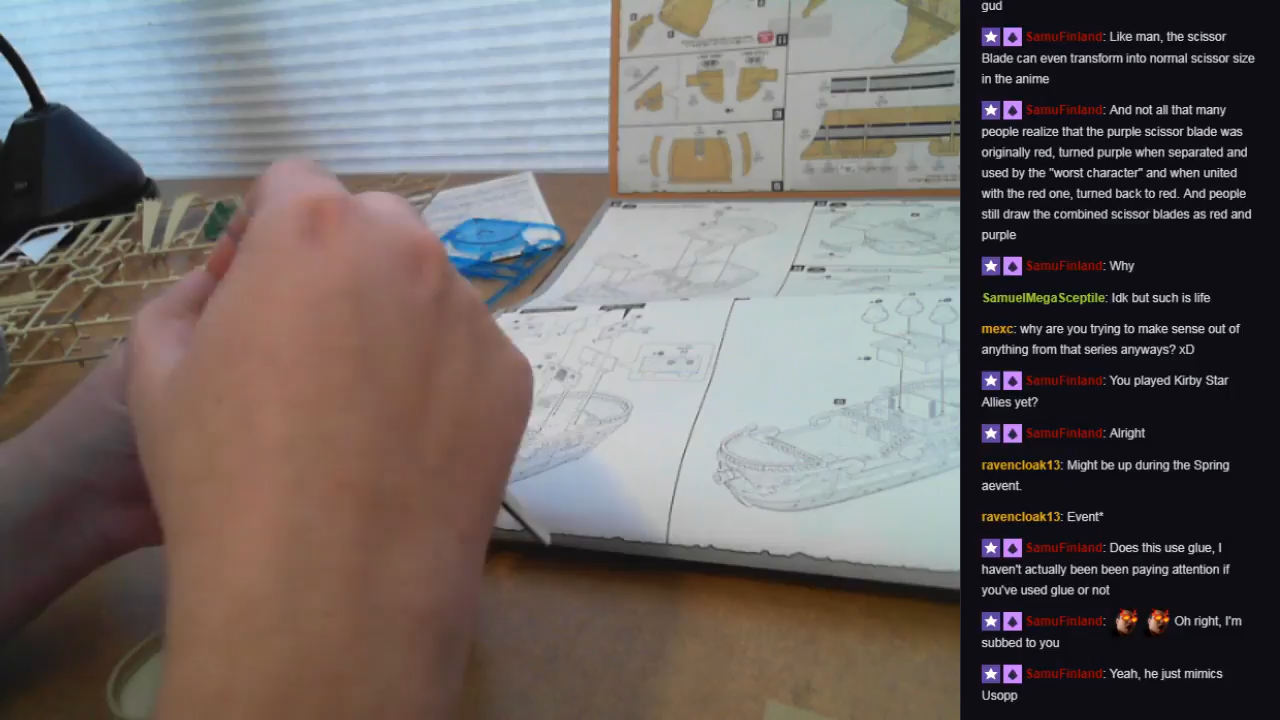 gud
SamuFinland: Like man, the scissor
Blade can even transform into normal scissor size
in the anime
SamuFinland: And not all that many
people realize that the purple scissor blade was
originally red, turned purple when separated and
used by the "worst character" and when united
with the red one, turned back to red. And people
still draw the combined scissor blades as red and
purple
SamuFinland: Why
SamuelMegaSceptile: Idk but such is life
mexc: why are you trying to make sense out of
anything from that series anyways? xD
SamuFinland: You played Kirby Star
Allies yet?
SamuFinland: Alright
ravencloak13: Might be up during the Spring
aevent.
ravencloak13: Event*
SamuFinland: Does this use glue, I
haven't actually been been paying attention if
you've used glue or not
SamuFinland: Oh right, I'm
subbed to you
SamuFinland: Yeah, he just mimics
Usopp